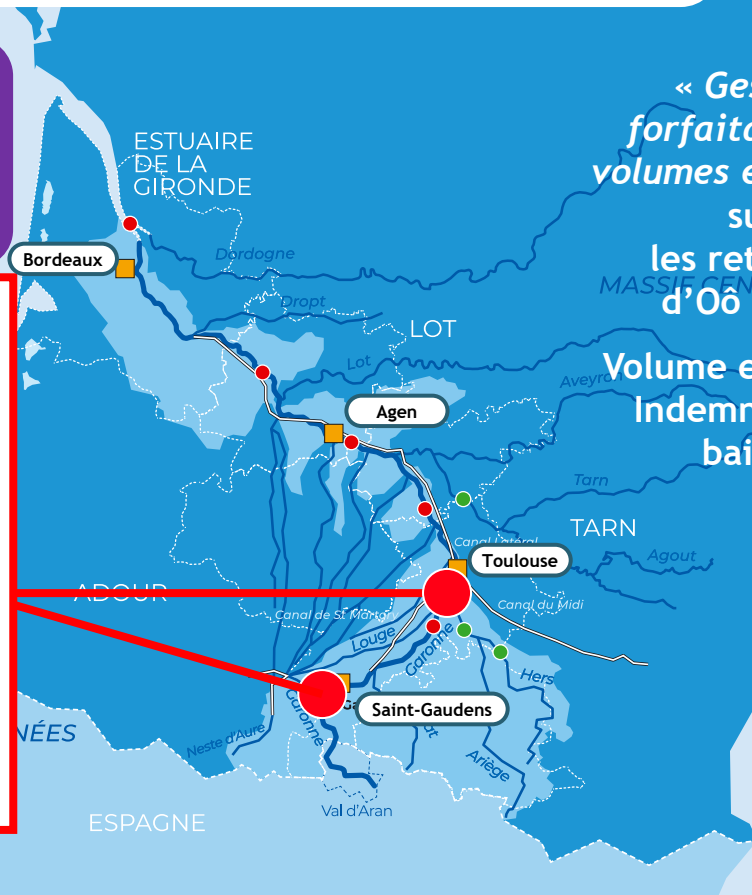 « Ges
forfaita
volumes e
su
les ret
d'Oô
Volume e
Indemn
bai
ESTUAIRE
DE LA
GIRONDE
Bordeaux
Dordogne
MASSIF CEN
Dropt
LOT
Lot
Aveyron
Agen
Tarn
TARN
Canal Latéral
Toulouse
Agout
ADOUR
Canal de St Martory
Canal du Midi
Louge
Garonne
Hers
Saint-Gaudens
Garonne
NÉES
Neste d'Aure
Ariège
Val d'Aran
ESPAGNE